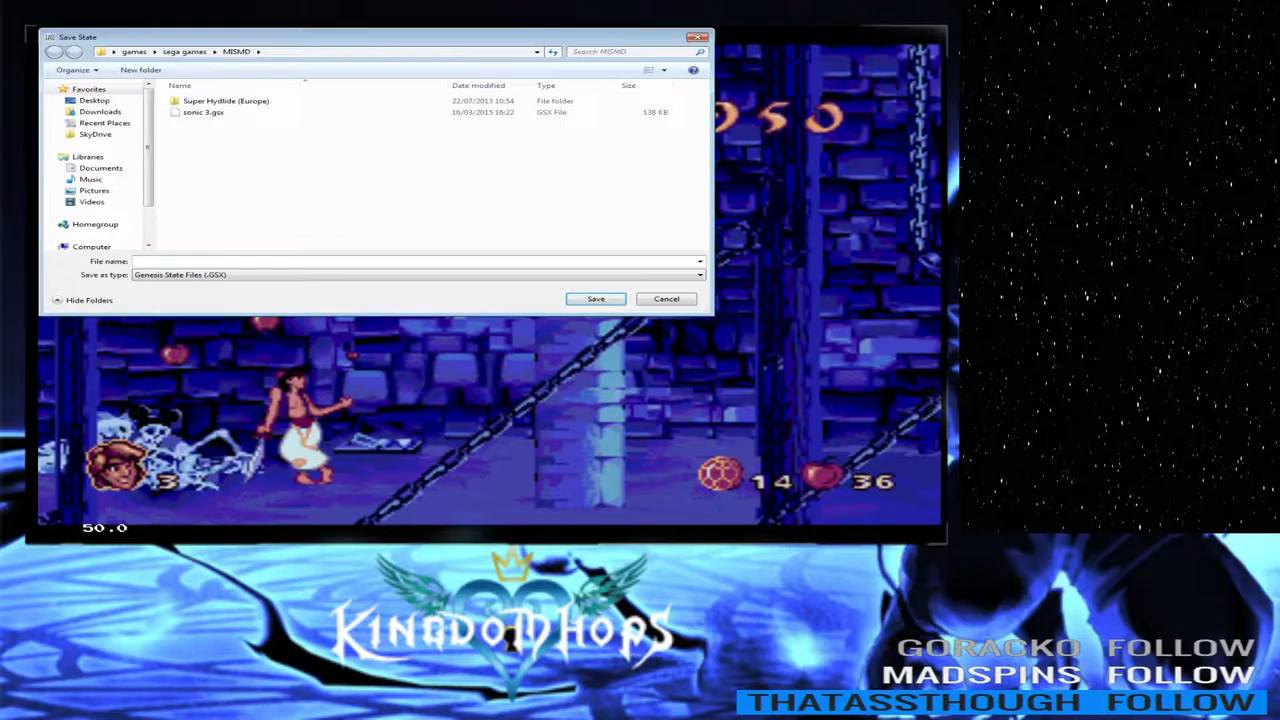 Save State
games ▸ sega games ▸ MISMD ▸
Search MISMD
Organize
New folder
Name Date modified Type Size
Super Hydlide (Europe) 22/07/2013 10:54 File folder
sonic 3.gsx 16/03/2015 16:22 GSX File 138 KB
Favorites
Desktop
Downloads
Recent Places
SkyDrive
Libraries
Documents
Music
Pictures
Videos
Homegroup
Computer
File name:
Save as type: Genesis State Files (.GSX)
Hide Folders
Save
Cancel
3
14
36
50.0
KINGDOM HOPS
GORACKO FOLLOW
MADSPINS FOLLOW
THATASSTHOUGH FOLLOW